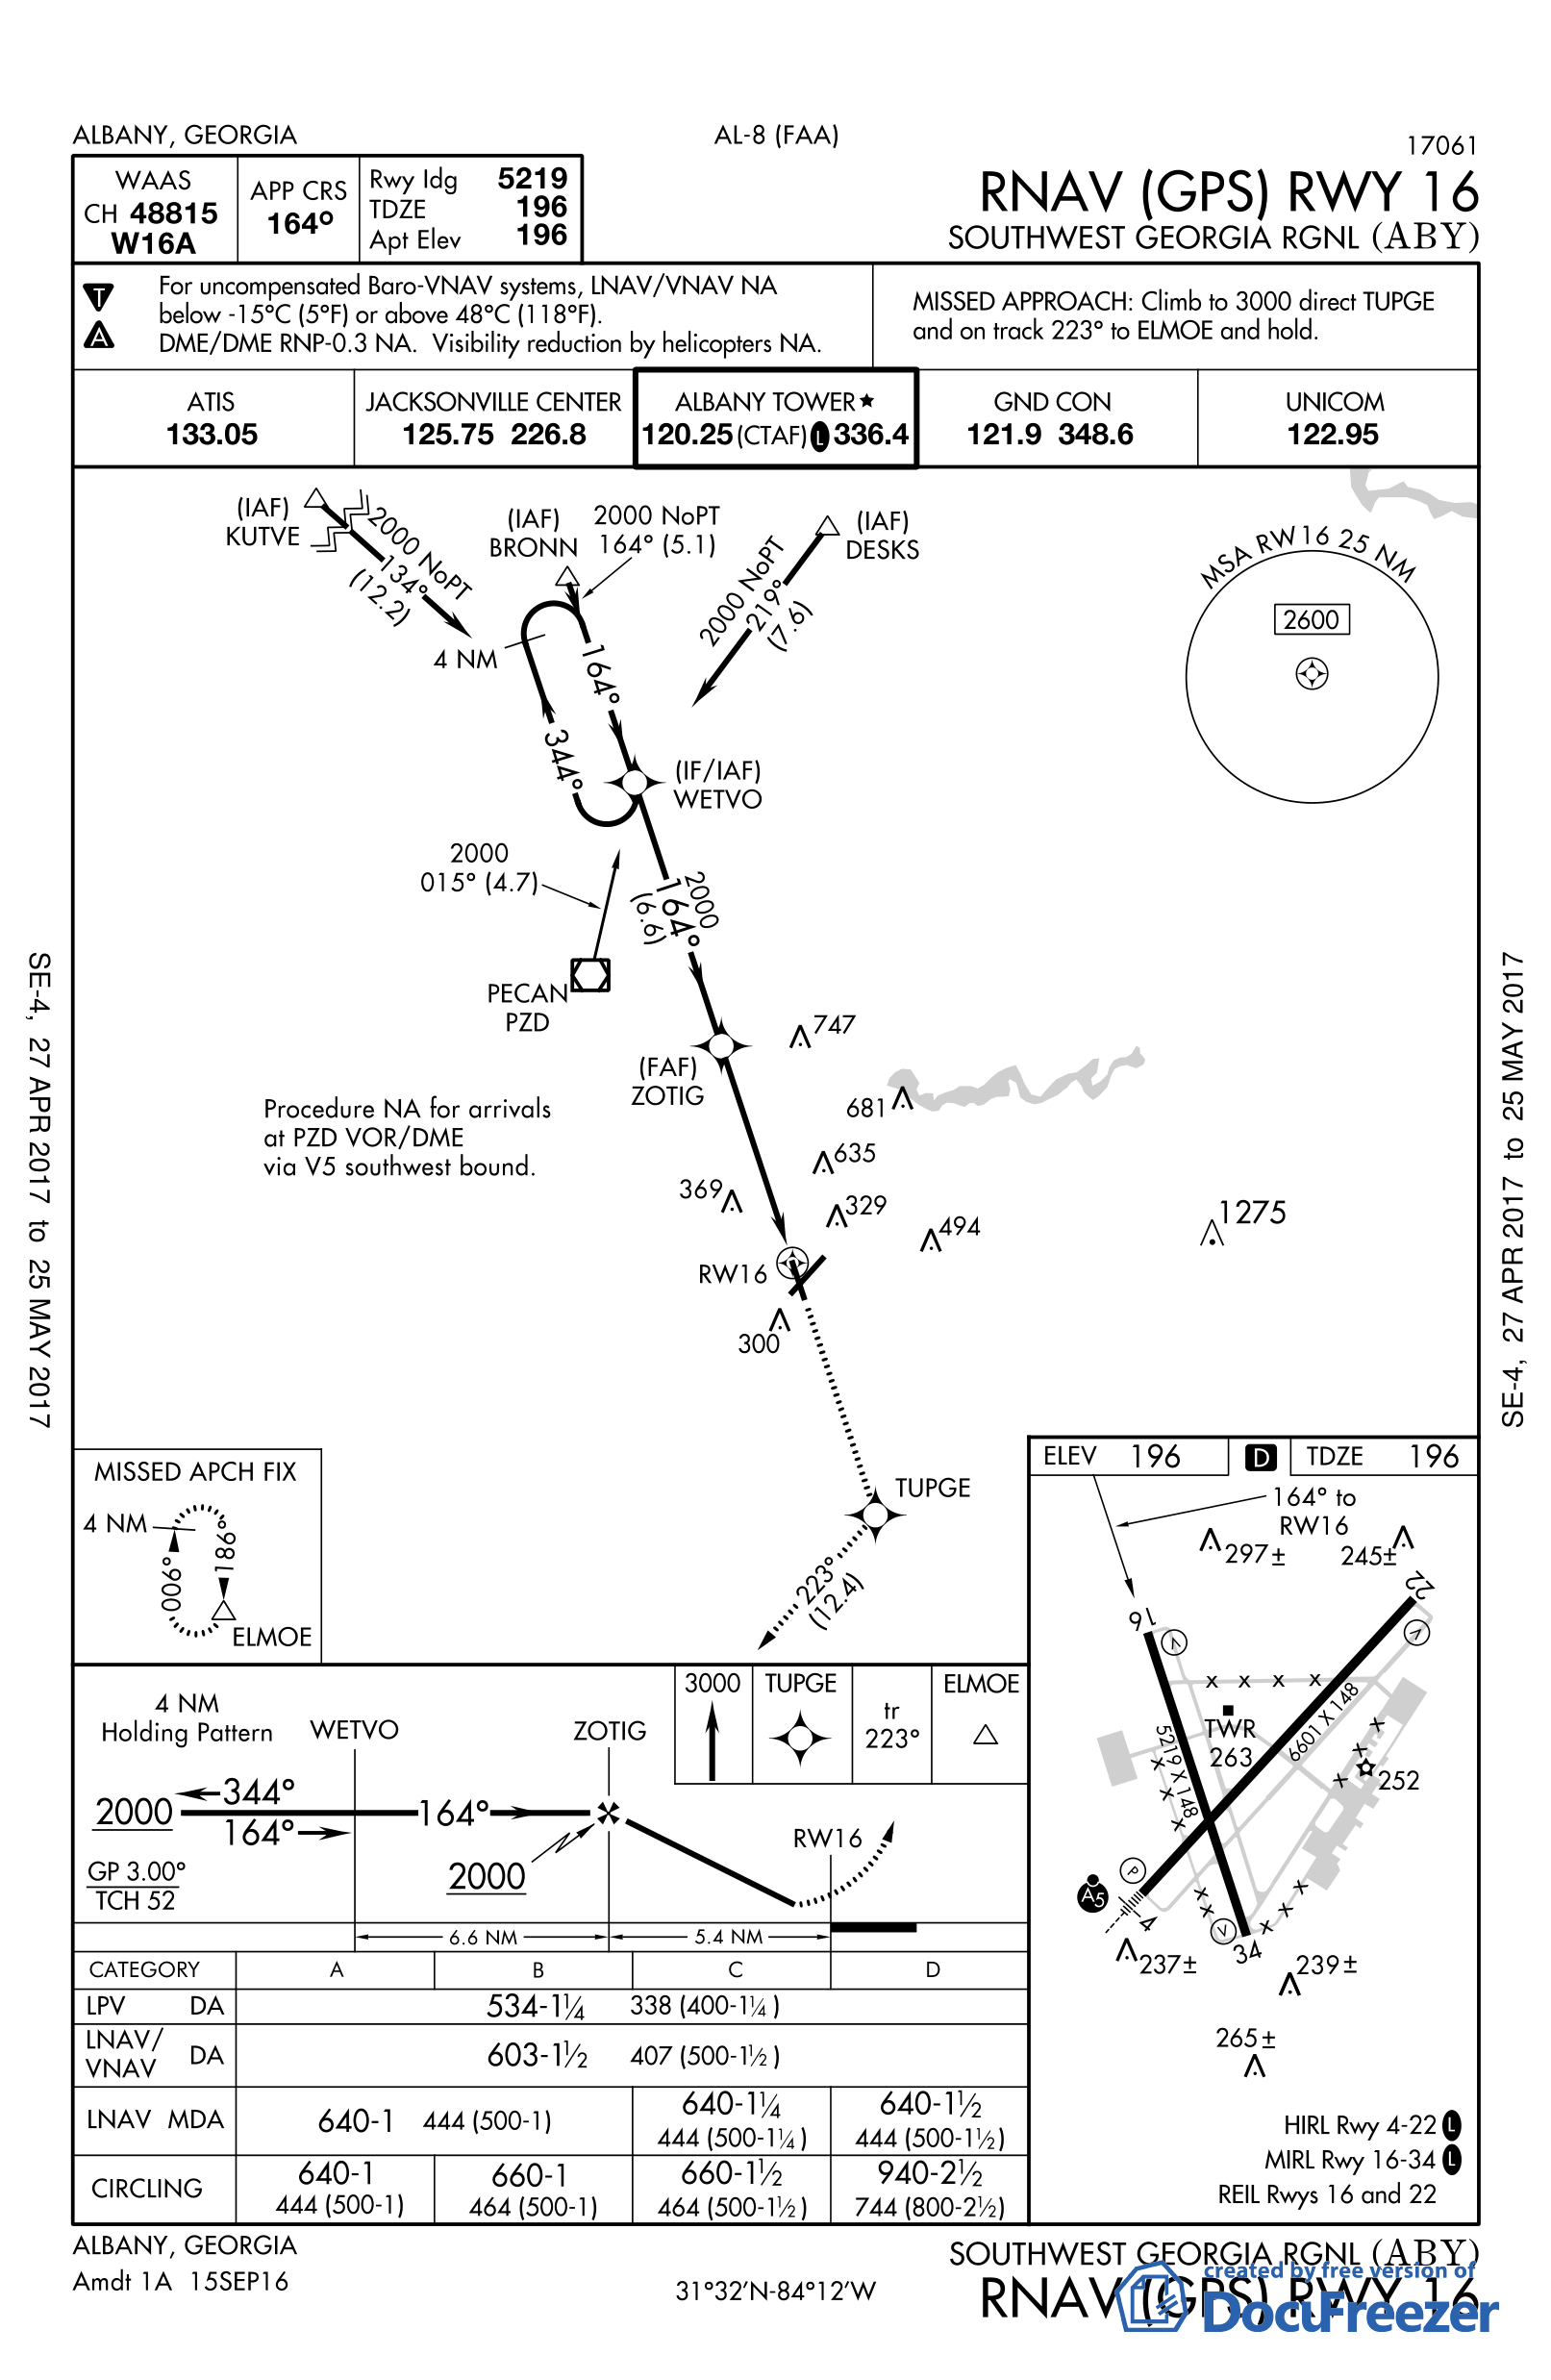 ALBANY, GEORGIA
AL-8 (FAA)
17061
WAAS
CH 48815
W16A
APP CRS
164°
Rwy ldg 5219
TDZE 196
Apt Elev 196
RNAV (GPS) RWY 16
SOUTHWEST GEORGIA RGNL (ABY)
T
A
For uncompensated Baro-VNAV systems, LNAV/VNAV NA
below -15°C (5°F) or above 48°C (118°F).
DME/DME RNP-0.3 NA. Visibility reduction by helicopters NA.
MISSED APPROACH: Climb to 3000 direct TUPGE
and on track 223° to ELMOE and hold.
ATIS
133.05
JACKSONVILLE CENTER
125.75 226.8
ALBANY TOWER★
120.25 (CTAF) L 336.4
GND CON
121.9 348.6
UNICOM
122.95
(IAF)
KUTVE
2000 NoPT
134°
(12.2)
(IAF)
BRONN
2000 NoPT
164° (5.1)
(IAF)
DESKS
2000 NoPT
219°
(7.6)
MSA RW16 25 NM
2600
4 NM
164°
344°
(IF/IAF)
WETVO
2000
015° (4.7)
2000
164°
(6.6)
PECAN
PZD
747
(FAF)
ZOTIG
681
Procedure NA for arrivals
at PZD VOR/DME
via V5 southwest bound.
635
369
329
494
1275
RW16
300
TUPGE
223°
(12.4)
MISSED APCH FIX
4 NM
186°
006°
ELMOE
SE-4, 27 APR 2017 to 25 MAY 2017
SE-4, 27 APR 2017 to 25 MAY 2017
ELEV 196
D
TDZE 196
164° to
RW16
297±
245±
22
16
V
V
X X X X
TWR
263
6601 X 148
5219 X 148
X X X
X X X X
252
P
A5
4
X X
V
34
X X X
237±
239±
265±
HIRL Rwy 4-22 L
MIRL Rwy 16-34 L
REIL Rwys 16 and 22
4 NM
Holding Pattern
WETVO
ZOTIG
3000
TUPGE
tr
223°
ELMOE
344°
2000
164°
164°
2000
RW16
GP 3.00°
TCH 52
6.6 NM
5.4 NM
CATEGORY A B C D
LPV DA 534-1¼ 338 (400-1¼)
LNAV/
VNAV DA 603-1½ 407 (500-1½)
LNAV MDA 640-1 444 (500-1)
640-1¼
444 (500-1¼)
640-1½
444 (500-1½)
CIRCLING
640-1
444 (500-1)
660-1
464 (500-1)
660-1½
464 (500-1½)
940-2½
744 (800-2½)
ALBANY, GEORGIA
Amdt 1A 15SEP16
31°32'N-84°12'W
SOUTHWEST GEORGIA RGNL (ABY)
RNAV (GPS) RWY 16
created by free version of
DocuFreezer